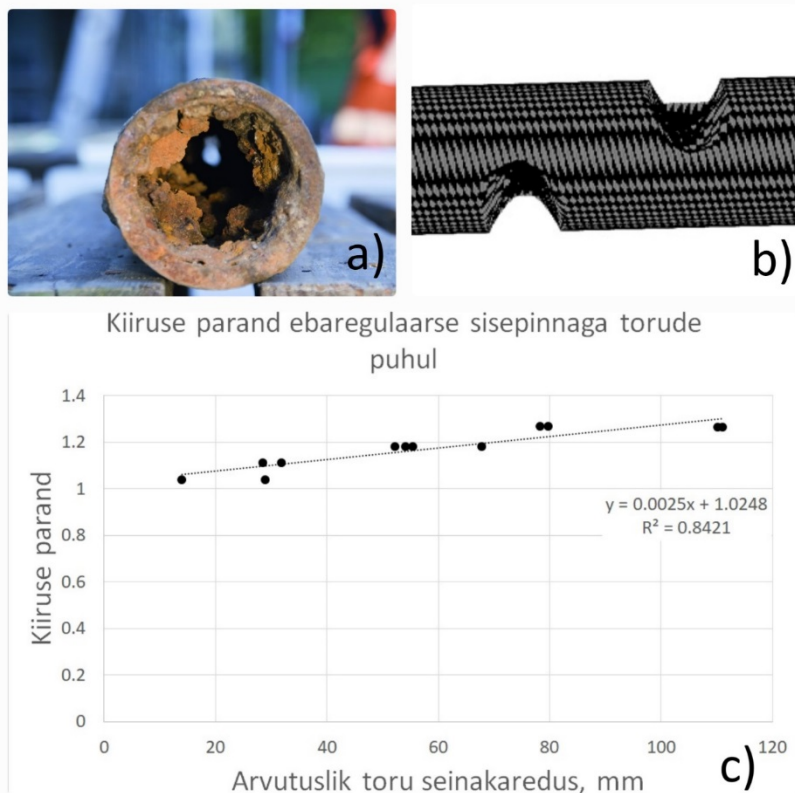 a)
b)
Kiiruse parand ebaregulaarse sisepinnaga torude
puhul
1.4
1.2
1
0.8
0.6
0.4
0.2
0
Kiiruse parand
y = 0.0025x + 1.0248
R² = 0.8421
0 20 40 60 80 100 120
Arvutuslik toru seinakaredus, mm
c)